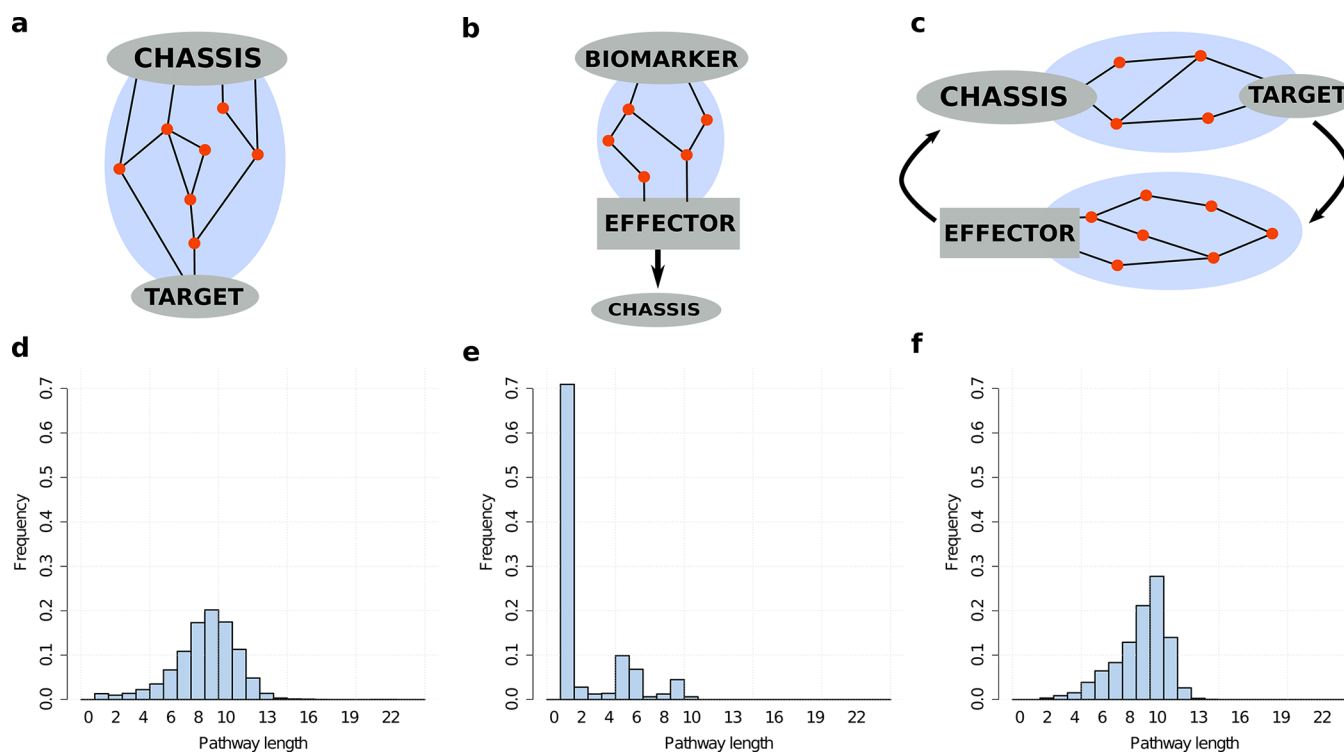 a
CHASSIS
TARGET
b
BIOMARKER
EFFECTOR
CHASSIS
c
CHASSIS
TARGET
EFFECTOR
d
Frequency
0.7
0.6
0.5
0.4
0.3
0.2
0.1
0.0
0 2 4 6 8 10 13 16 19 22
Pathway length
e
Frequency
0.7
0.6
0.5
0.4
0.3
0.2
0.1
0.0
0 2 4 6 8 10 13 16 19 22
Pathway length
f
Frequency
0.7
0.6
0.5
0.4
0.3
0.2
0.1
0.0
0 2 4 6 8 10 13 16 19 22
Pathway length